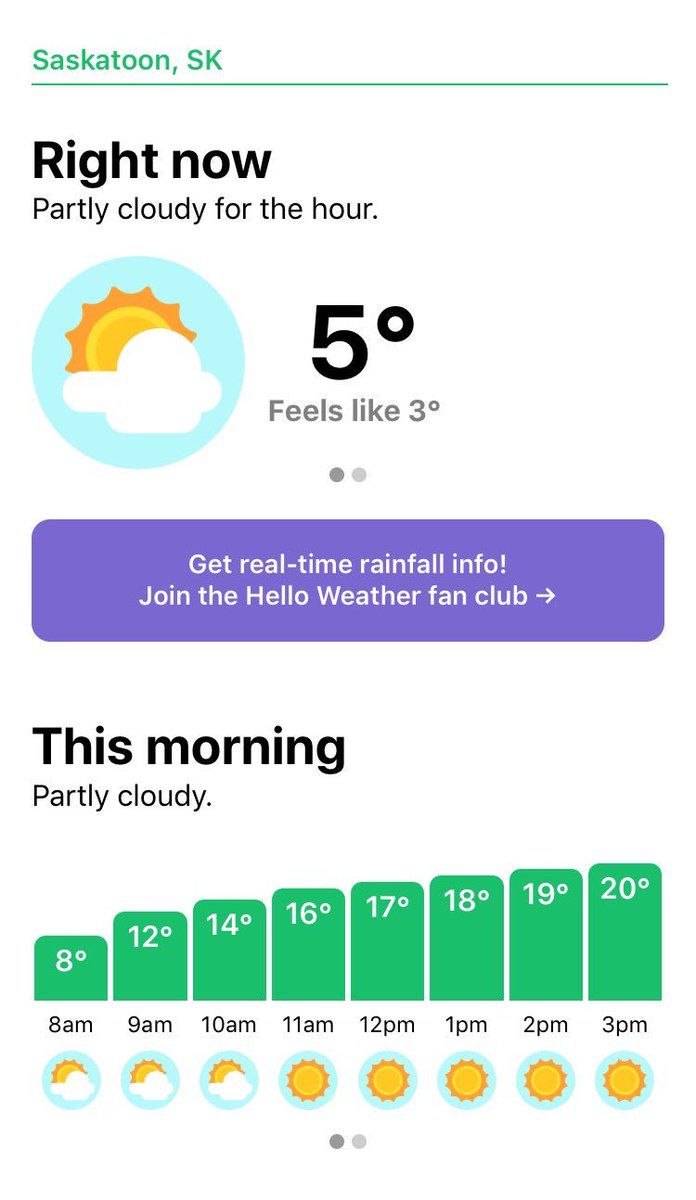 Saskatoon, SK
Right now
Partly cloudy for the hour.
5°
Feels like 3°
Get real-time rainfall info!
Join the Hello Weather fan club →
This morning
Partly cloudy.
8° 12° 14° 16° 17° 18° 19° 20°
8am 9am 10am 11am 12pm 1pm 2pm 3pm